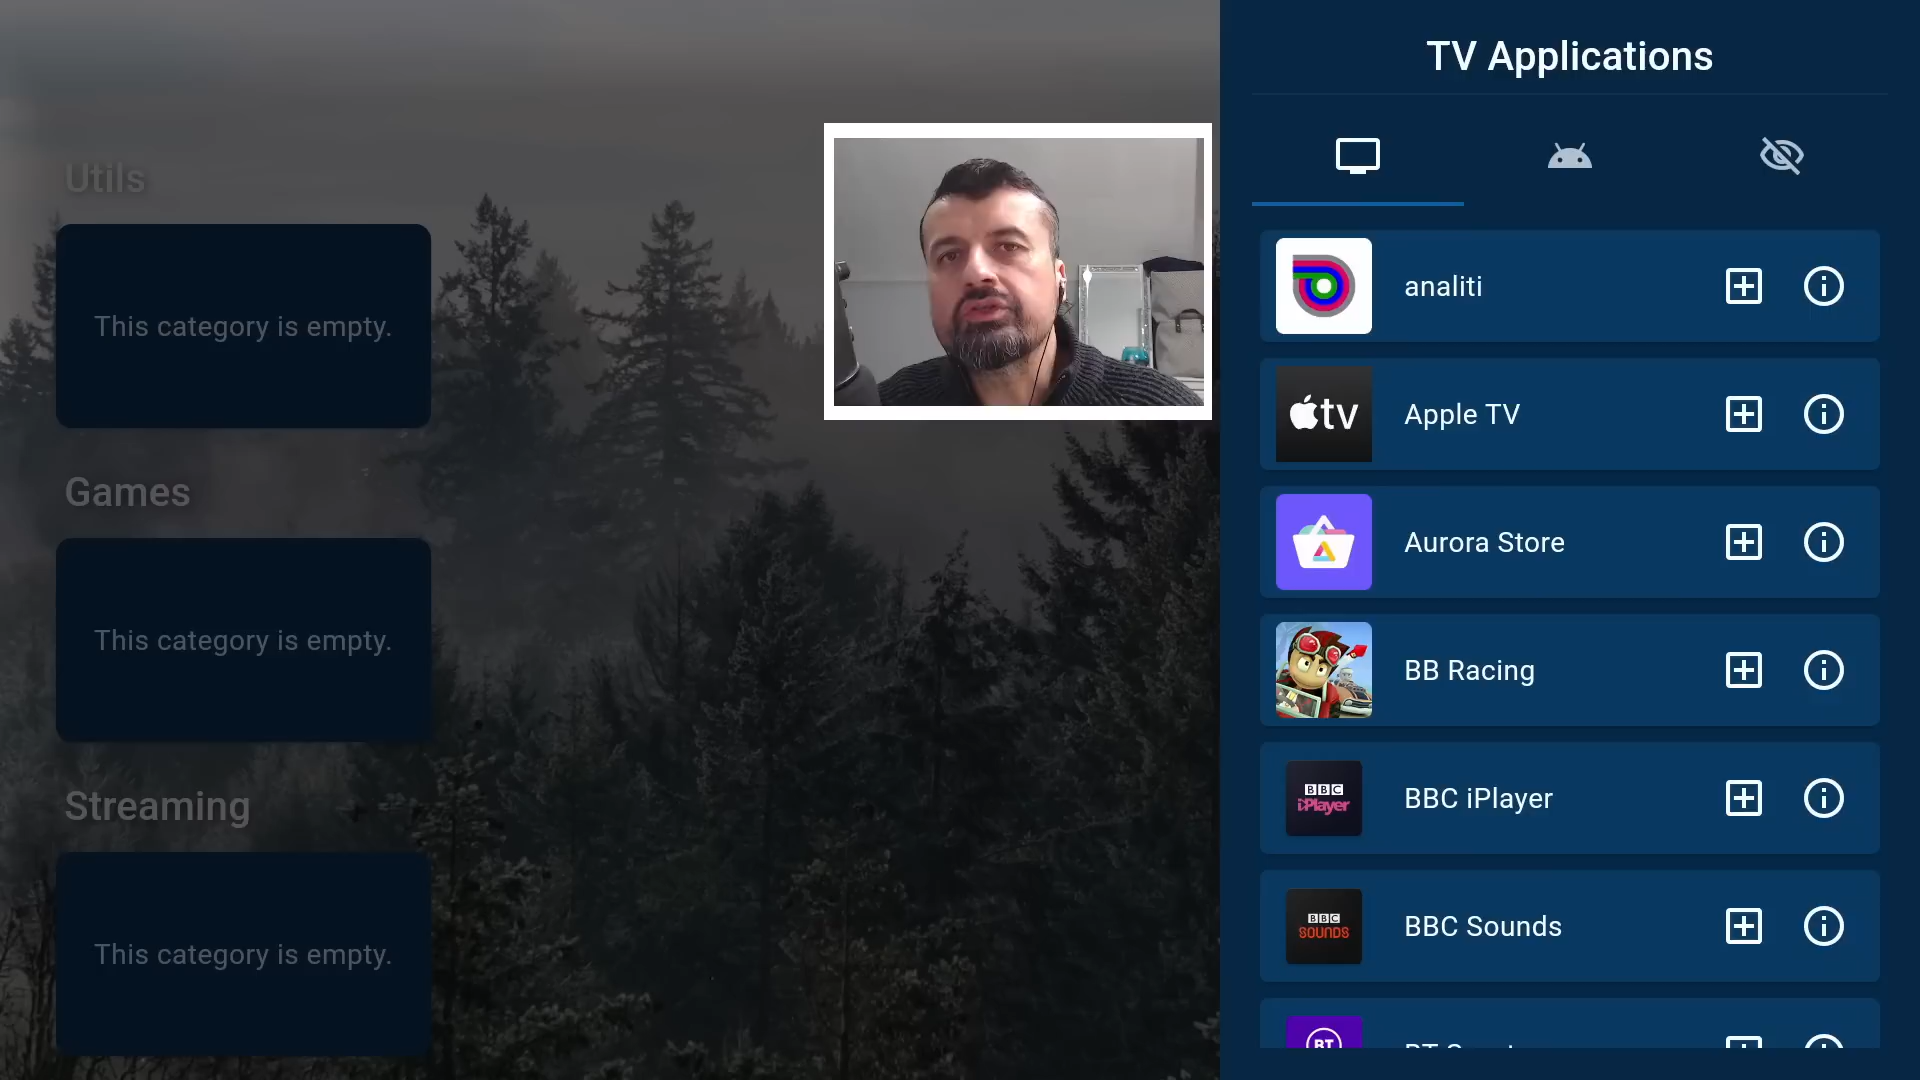 TV Applications
Utils
This category is empty.
Games
This category is empty.
Streaming
This category is empty.
analiti
tv
Apple TV
Aurora Store
BB Racing
BBC
iPlayer
BBC iPlayer
BBC
SOUNDS
BBC Sounds
BT